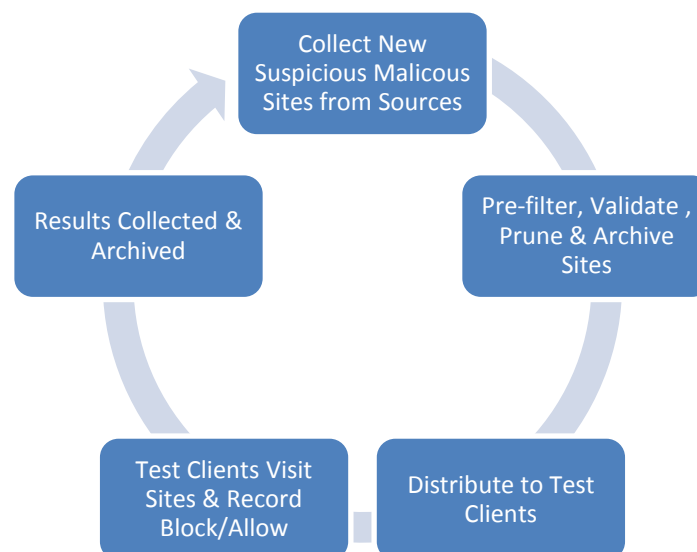 Collect New
Suspicious Malicous
Sites from Sources
Pre-filter, Validate ,
Prune & Archive
Sites
Distribute to Test
Clients
Test Clients Visit
Sites & Record
Block/Allow
Results Collected &
Archived